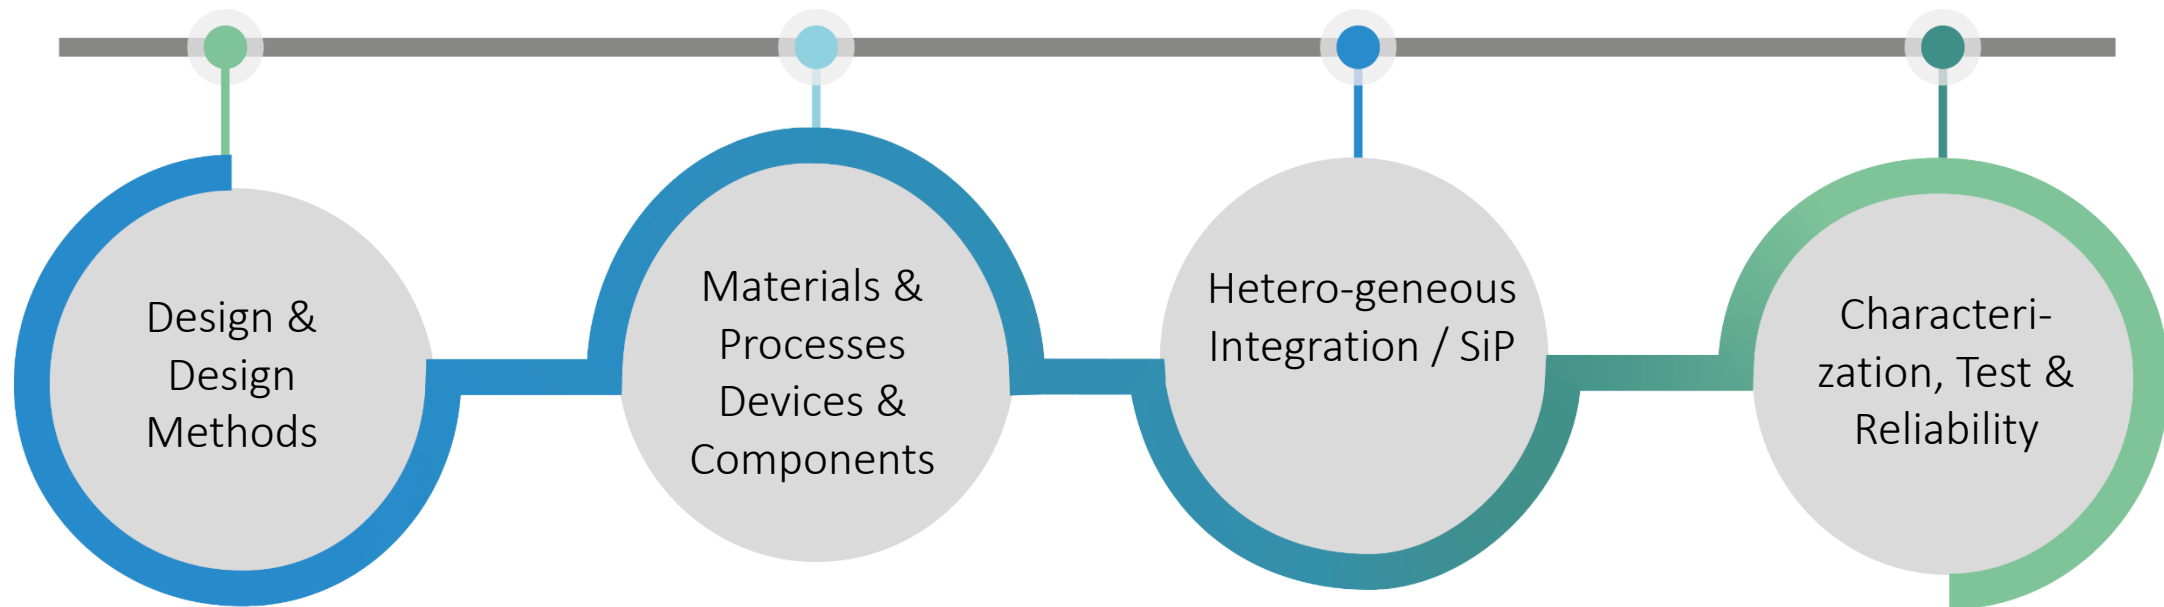 Design &
Design
Methods
Materials &
Processes
Devices &
Components
Hetero-geneous
Integration / SiP
Characteri-
zation, Test &
Reliability